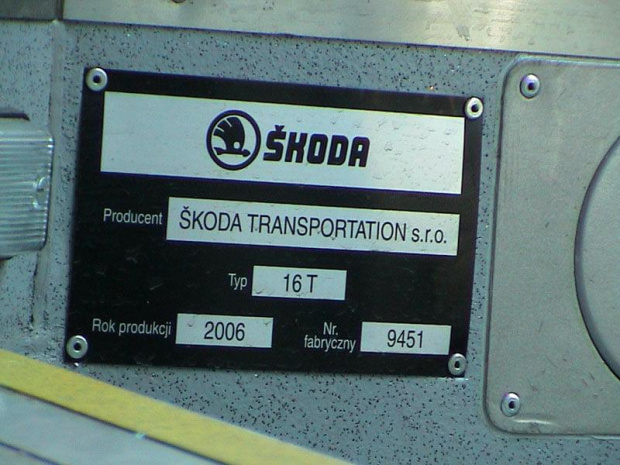 ŠKODA
Producent ŠKODA TRANSPORTATION s.r.o.
Typ 16 T
Rok produkcji 2006 Nr. fabryczny 9451